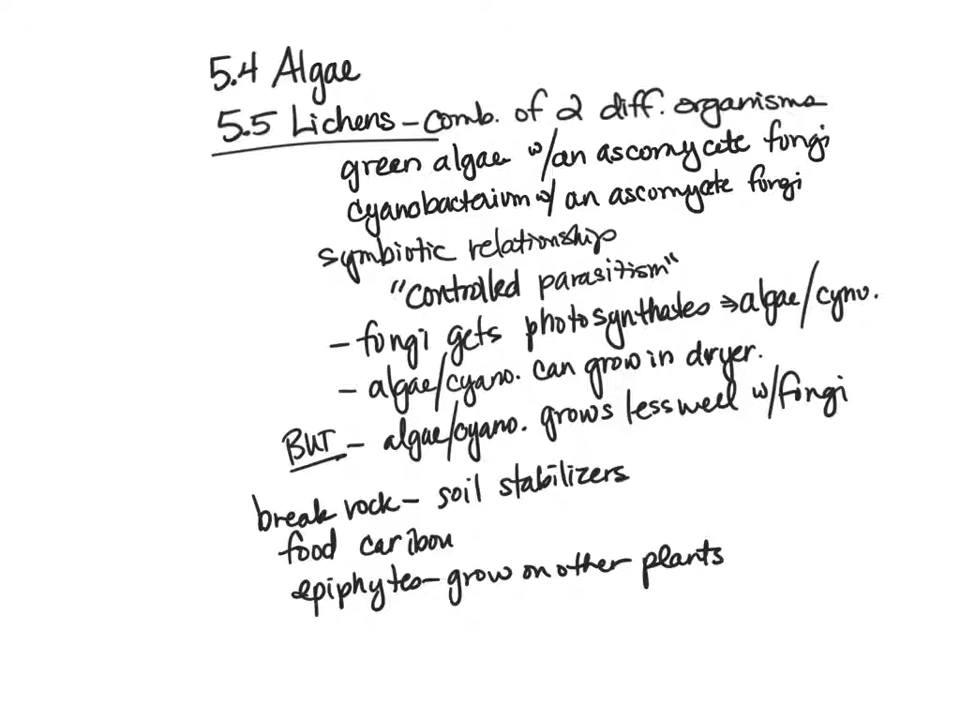 5.4 Algae
5.5 Lichens - comb. of 2 diff. organisms
green algae w/an ascomycete fungi
cyanobacterium w/ an ascomycate fungi
symbiotic relationship
"controlled parasitism"
- fungi gets photosynthates ⇒ algae/cyno.
- algae/cyano. can grow in dryer.
BUT - algae/cyano. grows less well w/fungi
break rock - soil stabilizers
food caribou
epiphytes - grow on other plants